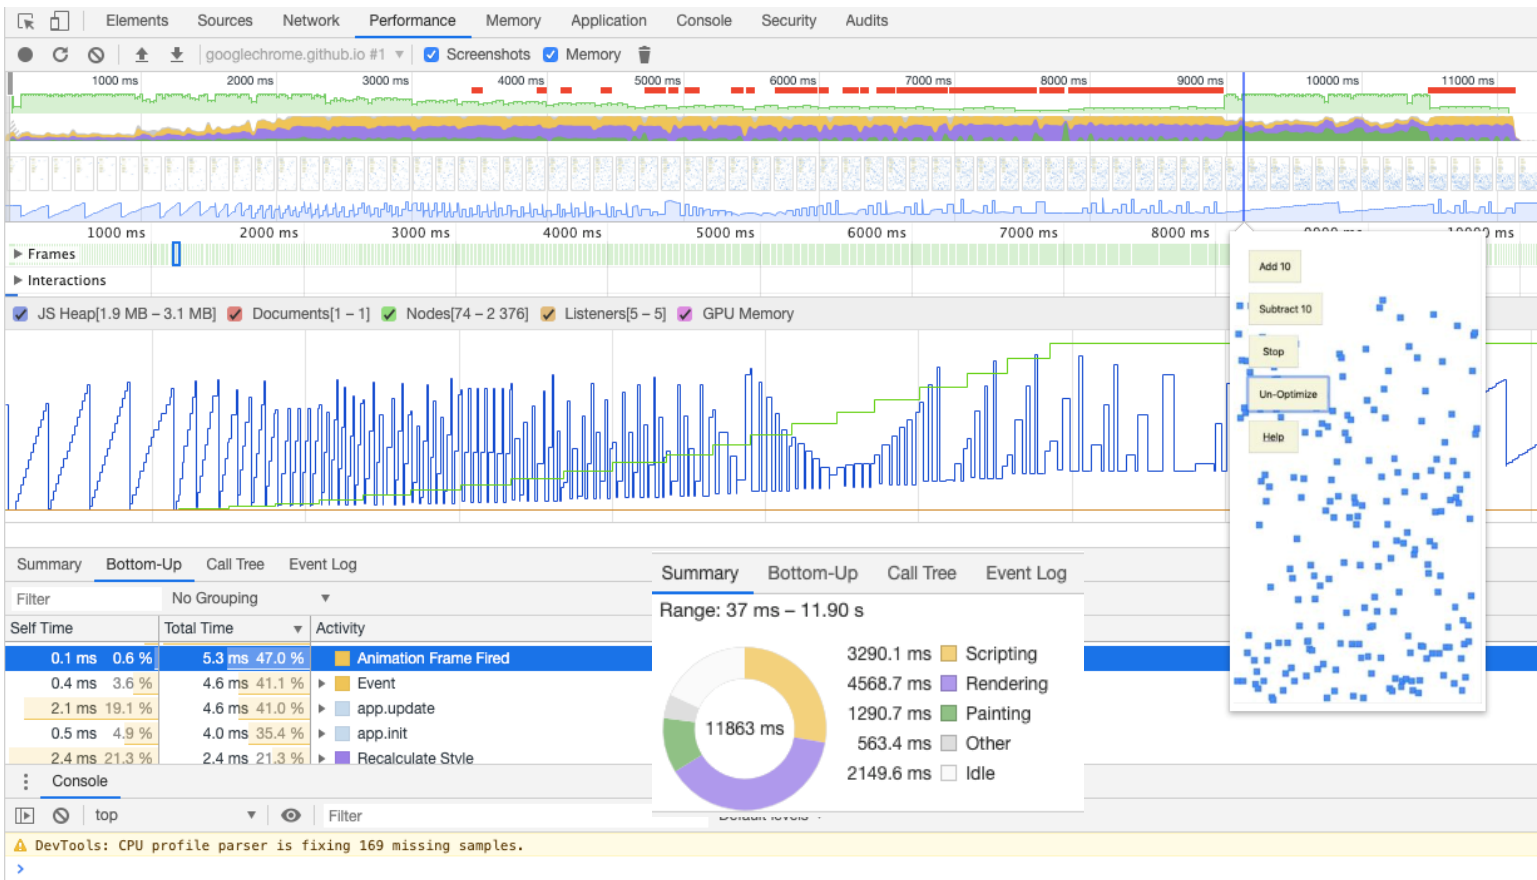 Elements Sources Network Performance Memory Application Console Security Audits
googlechrome.github.io #1 ▼ Screenshots Memory
1000 ms 2000 ms 3000 ms 4000 ms 5000 ms 6000 ms 7000 ms 8000 ms 9000 ms 10000 ms 11000 ms
1000 ms 2000 ms 3000 ms 4000 ms 5000 ms 6000 ms 7000 ms 8000 ms 9000 ms 10000 ms
Frames
Interactions
JS Heap[1.9 MB – 3.1 MB] Documents[1 – 1] Nodes[74 – 2 376] Listeners[5 – 5] GPU Memory
Add 10
Subtract 10
Stop
Un-Optimize
Help
Summary Bottom-Up Call Tree Event Log
Filter No Grouping ▼
Self Time Total Time ▼ Activity
0.1 ms 0.6 % 5.3 ms 47.0 % Animation Frame Fired
0.4 ms 3.6 % 4.6 ms 41.1 % Event
2.1 ms 19.1 % 4.6 ms 41.0 % app.update
0.5 ms 4.9 % 4.0 ms 35.4 % app.init
2.4 ms 21.3 % 2.4 ms 21.3 % Recalculate Style
Summary Bottom-Up Call Tree Event Log
Range: 37 ms – 11.90 s
11863 ms
3290.1 ms Scripting
4568.7 ms Rendering
1290.7 ms Painting
563.4 ms Other
2149.6 ms Idle
Console
top ▼ Filter Default levels
DevTools: CPU profile parser is fixing 169 missing samples.